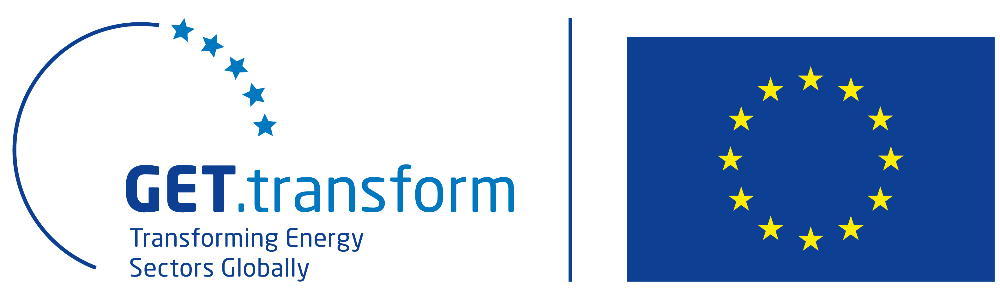 GET.transform
Transforming Energy
Sectors Globally